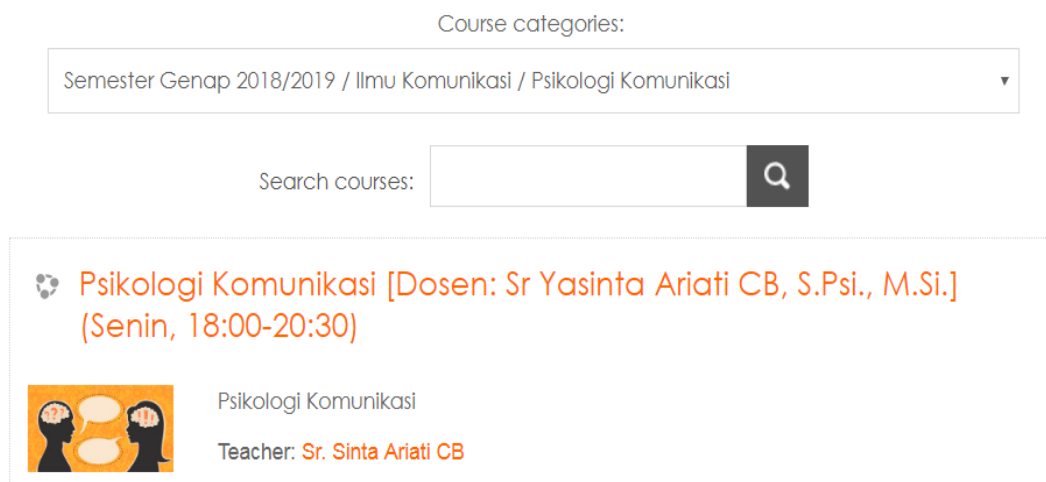 Course categories:
Semester Genap 2018/2019 / Ilmu Komunikasi / Psikologi Komunikasi
Search courses:
Psikologi Komunikasi [Dosen: Sr Yasinta Ariati CB, S.Psi., M.Si.]
(Senin, 18:00-20:30)
???
!!
Psikologi Komunikasi
Teacher: Sr. Sinta Ariati CB